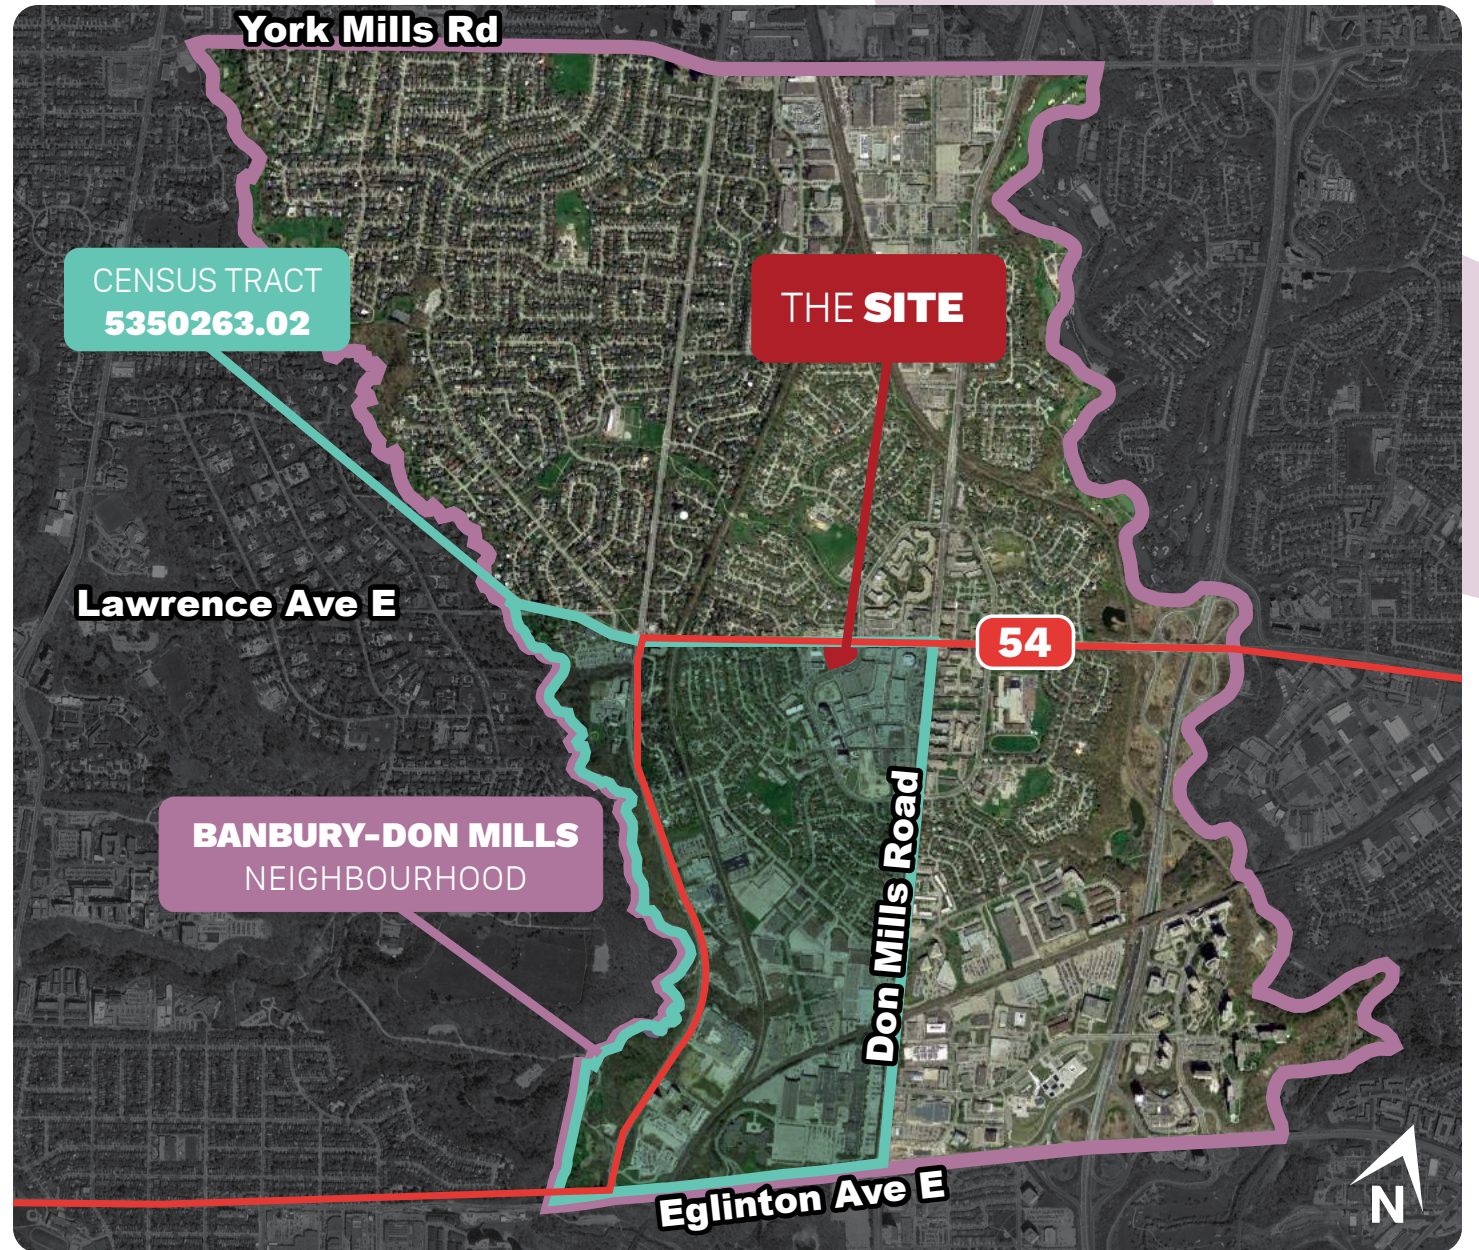 York Mills Rd
CENSUS TRACT
5350263.02
THE SITE
Lawrence Ave E
54
BANBURY-DON MILLS
NEIGHBOURHOOD
Don Mills Road
Eglinton Ave E
N